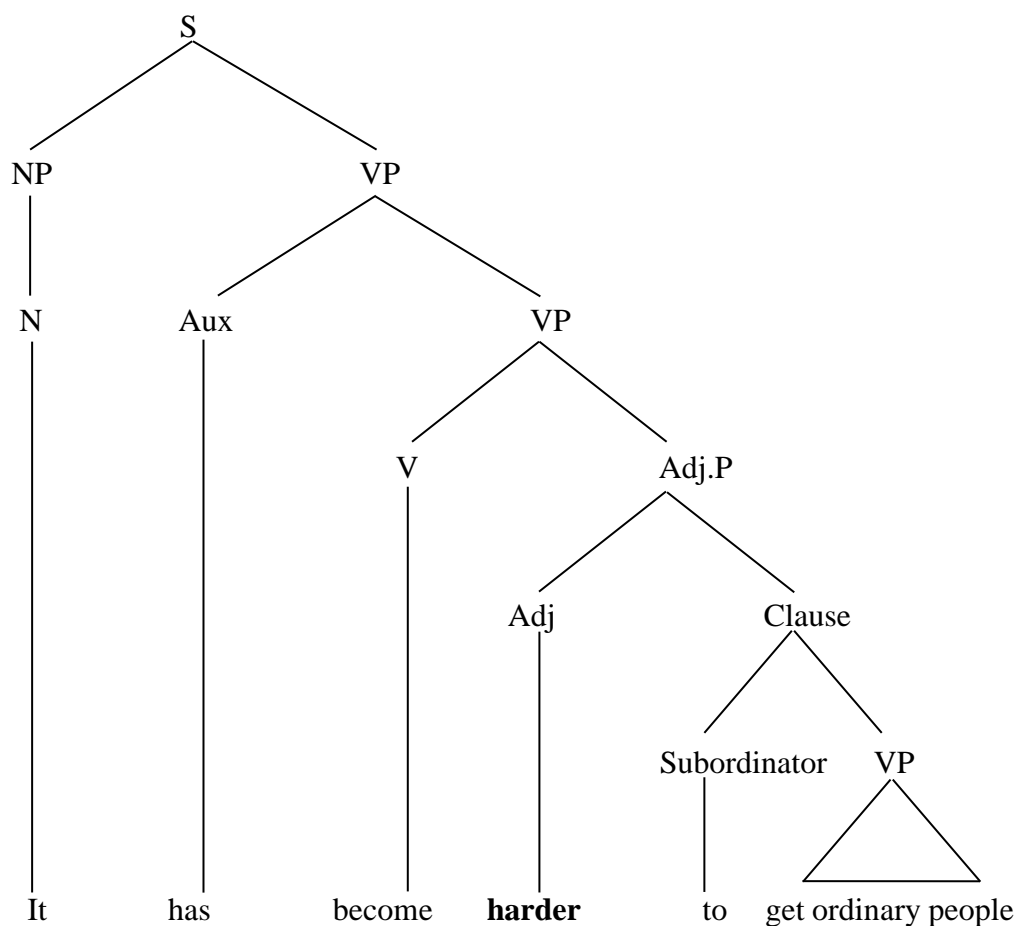 S
NP VP
N Aux VP
V Adj.P
Adj Clause
Subordinator VP
It has become harder to get ordinary people